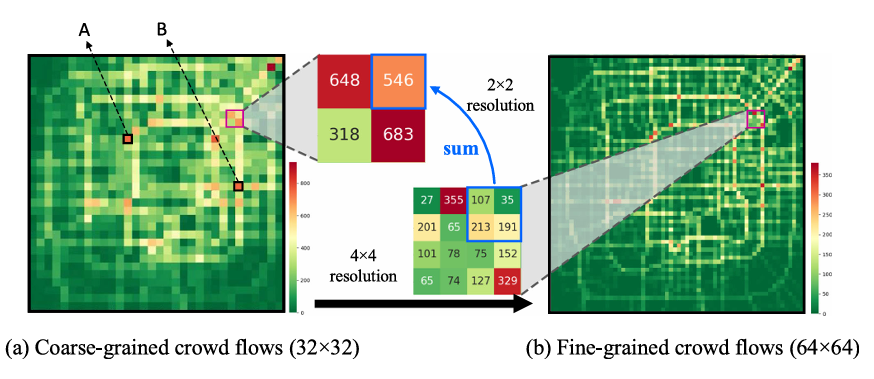 A B
648 546
318 683
2×2
resolution
sum
800
600
400
200
0
27 355 107 35
201 65 213 191
101 78 75 152
65 74 127 329
4×4
resolution
350
300
250
200
150
100
50
0
(a) Coarse-grained crowd flows (32×32)
(b) Fine-grained crowd flows (64×64)